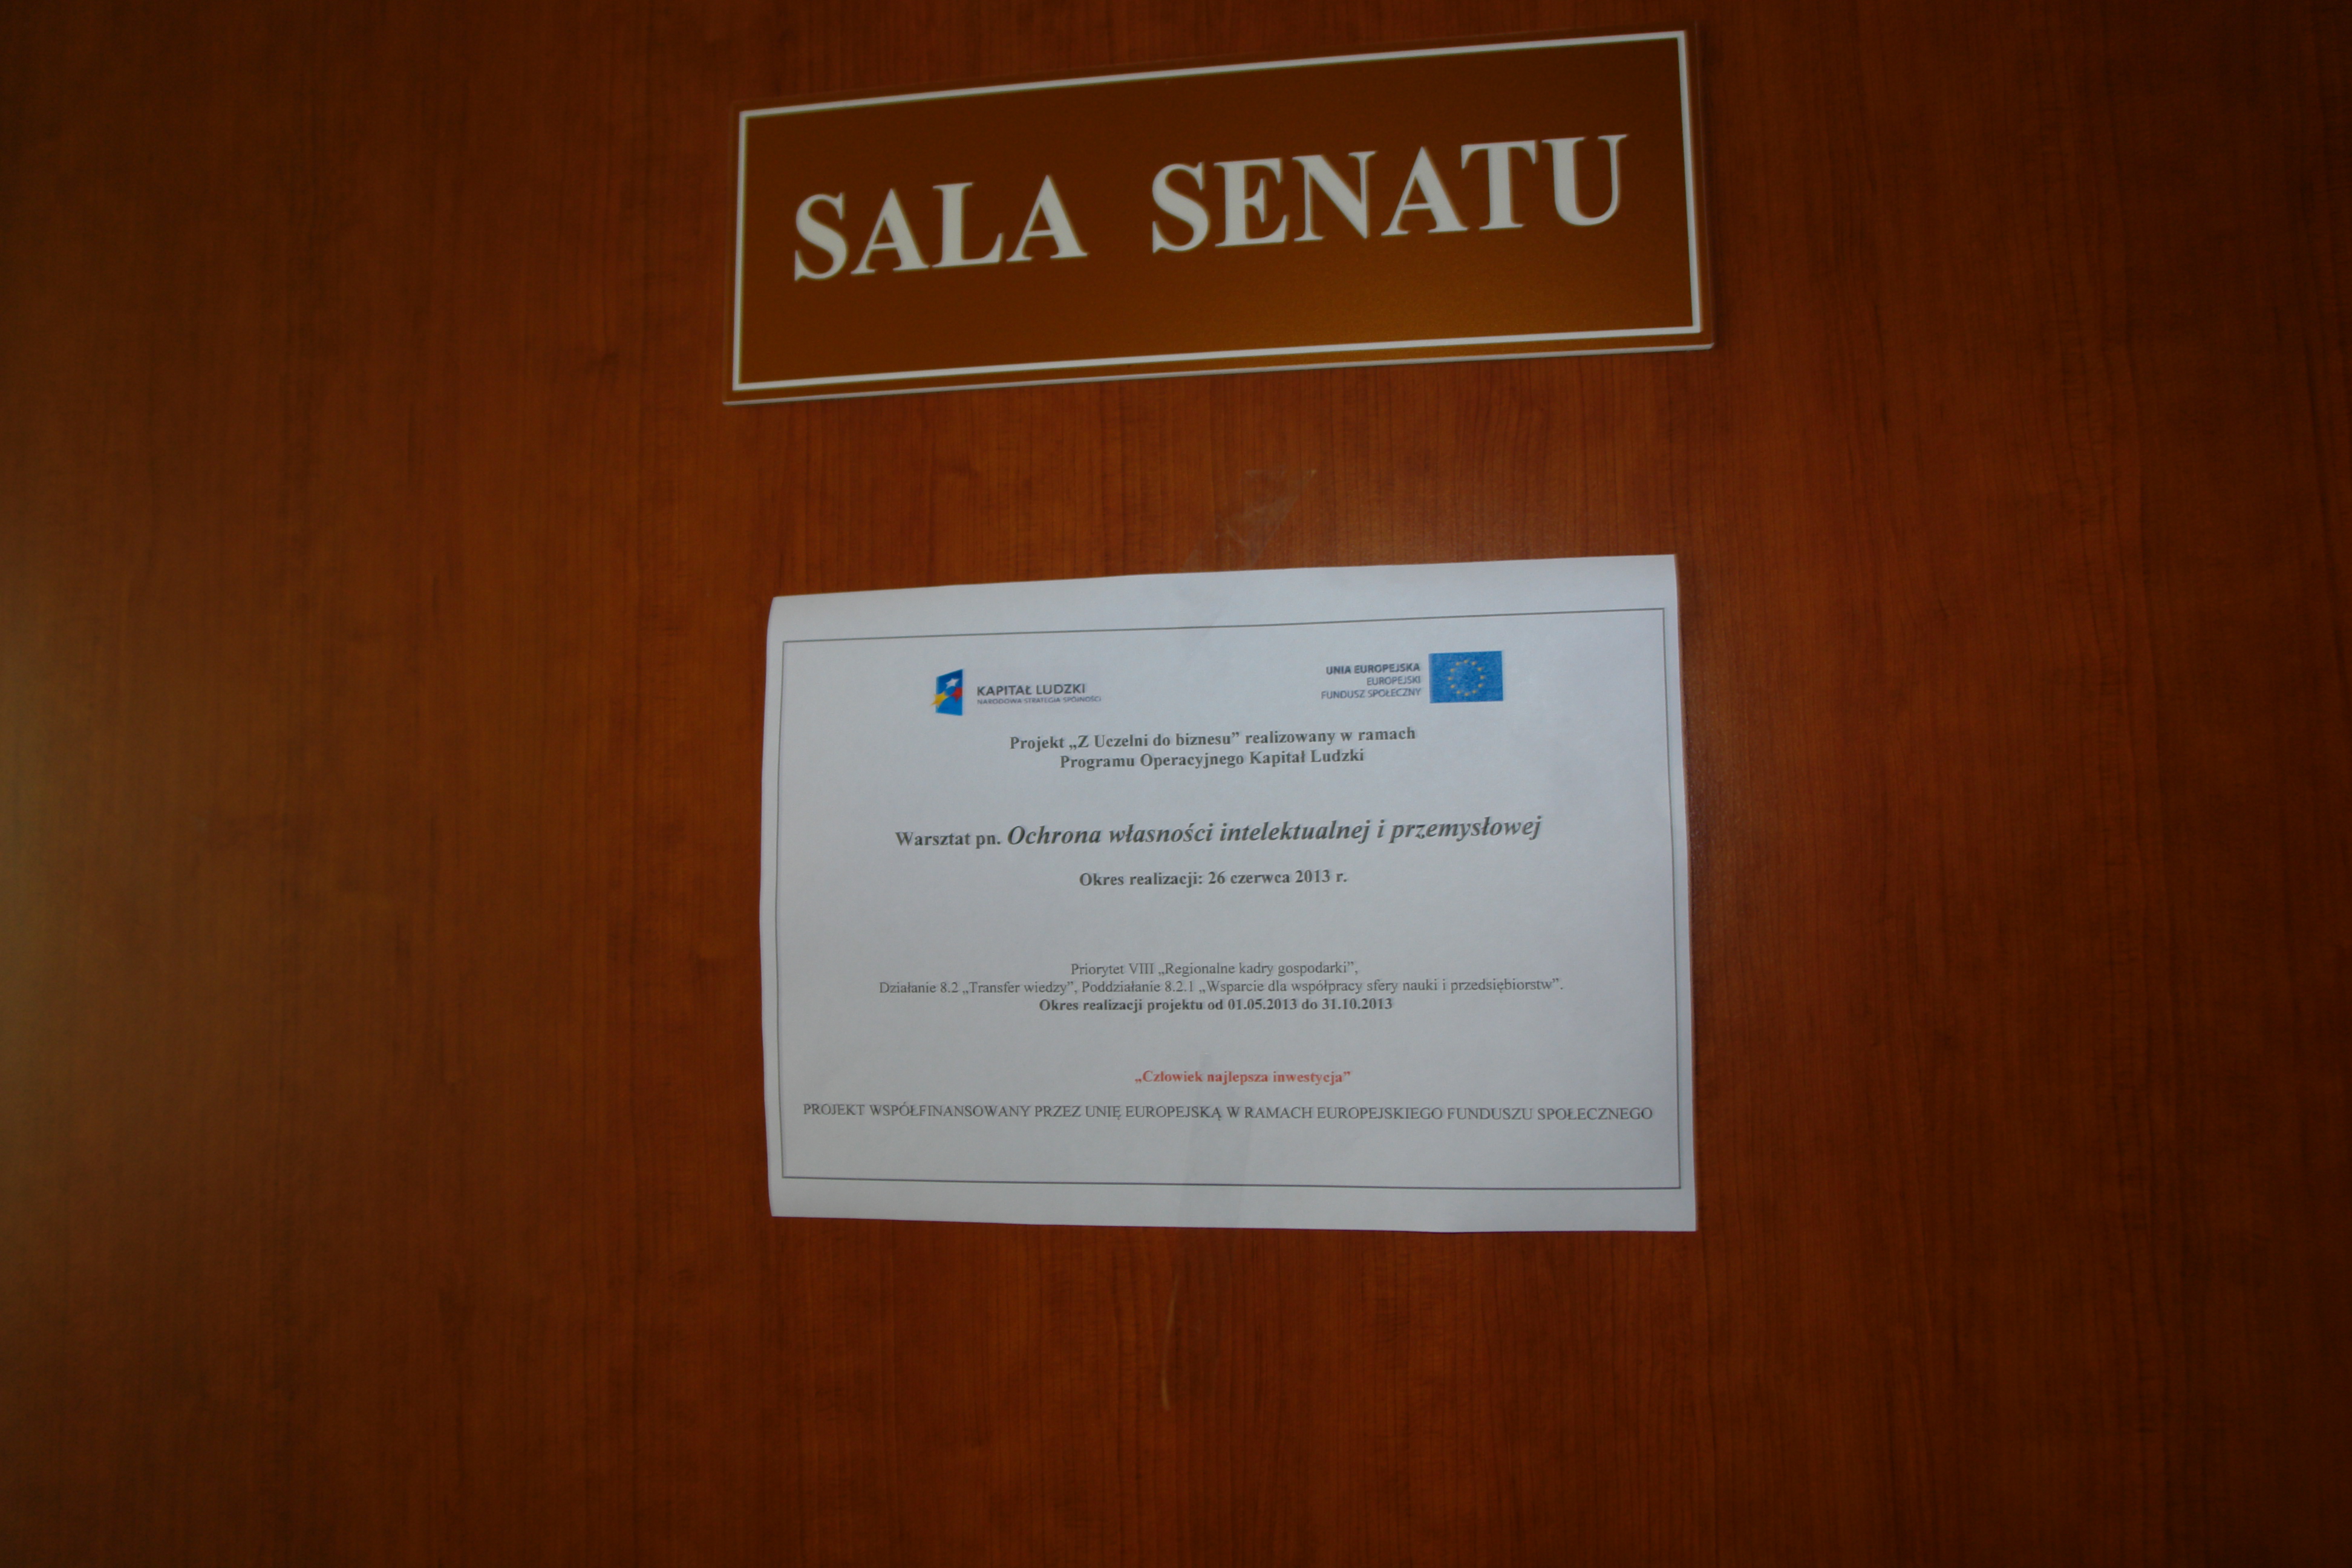 SALA SENATU
KAPITAŁ LUDZKI
NARODOWA STRATEGIA SPÓJNOŚCI
UNIA EUROPEJSKA
EUROPEJSKI
FUNDUSZ SPOŁECZNY
Projekt „Z Uczelni do biznesu” realizowany w ramach
Programu Operacyjnego Kapitał Ludzki
Warsztat pn. Ochrona własności intelektualnej i przemysłowej
Okres realizacji: 26 czerwca 2013 r.
Priorytet VIII „Regionalne kadry gospodarki”,
Działanie 8.2 „Transfer wiedzy”, Poddziałanie 8.2.1 „Wsparcie dla współpracy sfery nauki i przedsiębiorstw”.
Okres realizacji projektu od 01.05.2013 do 31.10.2013
„Człowiek najlepsza inwestycja”
PROJEKT WSPÓŁFINANSOWANY PRZEZ UNIĘ EUROPEJSKĄ W RAMACH EUROPEJSKIEGO FUNDUSZU SPOŁECZNEGO